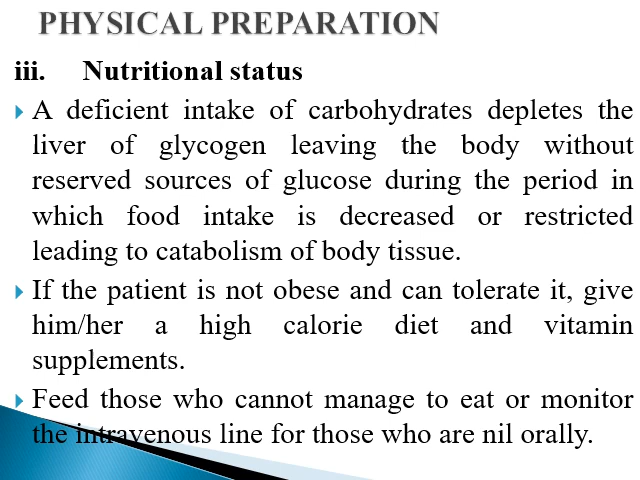 PHYSICAL PREPARATION
iii. Nutritional status
A deficient intake of carbohydrates depletes the
liver of glycogen leaving the body without
reserved sources of glucose during the period in
which food intake is decreased or restricted
leading to catabolism of body tissue.
If the patient is not obese and can tolerate it, give
him/her a high calorie diet and vitamin
supplements.
Feed those who cannot manage to eat or monitor
the intravenous line for those who are nil orally.